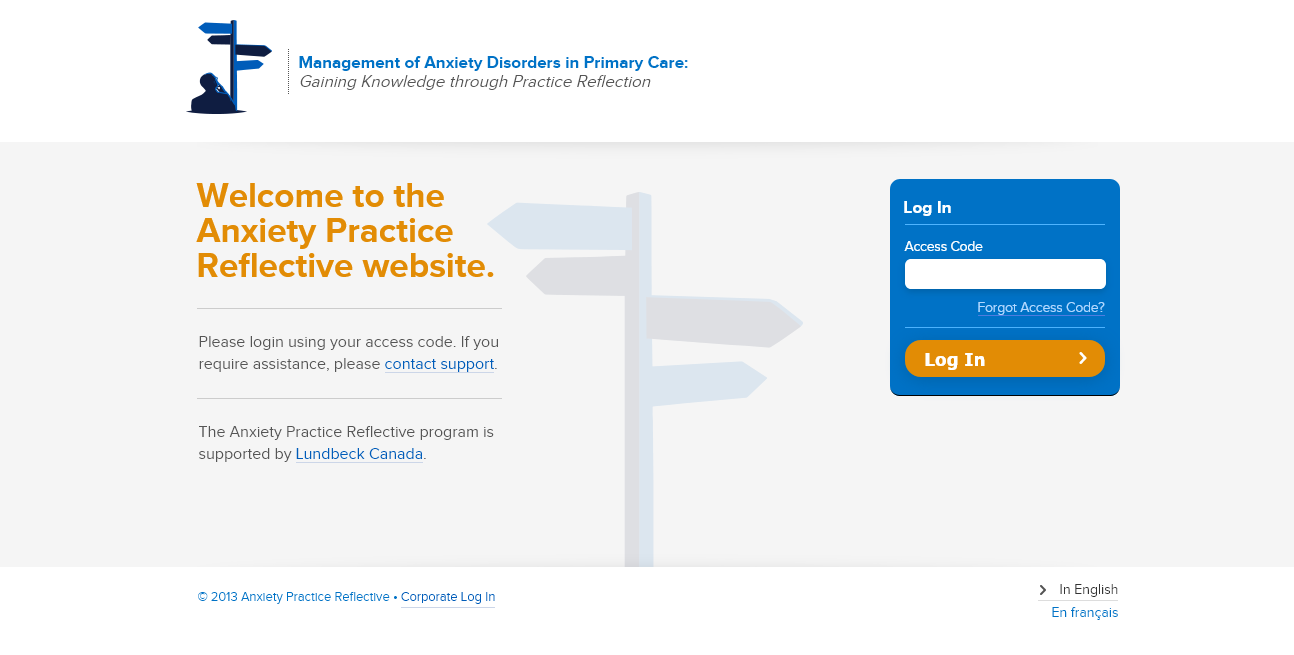 Management of Anxiety Disorders in Primary Care:
Gaining Knowledge through Practice Reflection
Welcome to the
Anxiety Practice
Reflective website.
Please login using your access code. If you
require assistance, please contact support.
The Anxiety Practice Reflective program is
supported by Lundbeck Canada.
Log In
Access Code
Forgot Access Code?
Log In
© 2013 Anxiety Practice Reflective • Corporate Log In
In English
En français